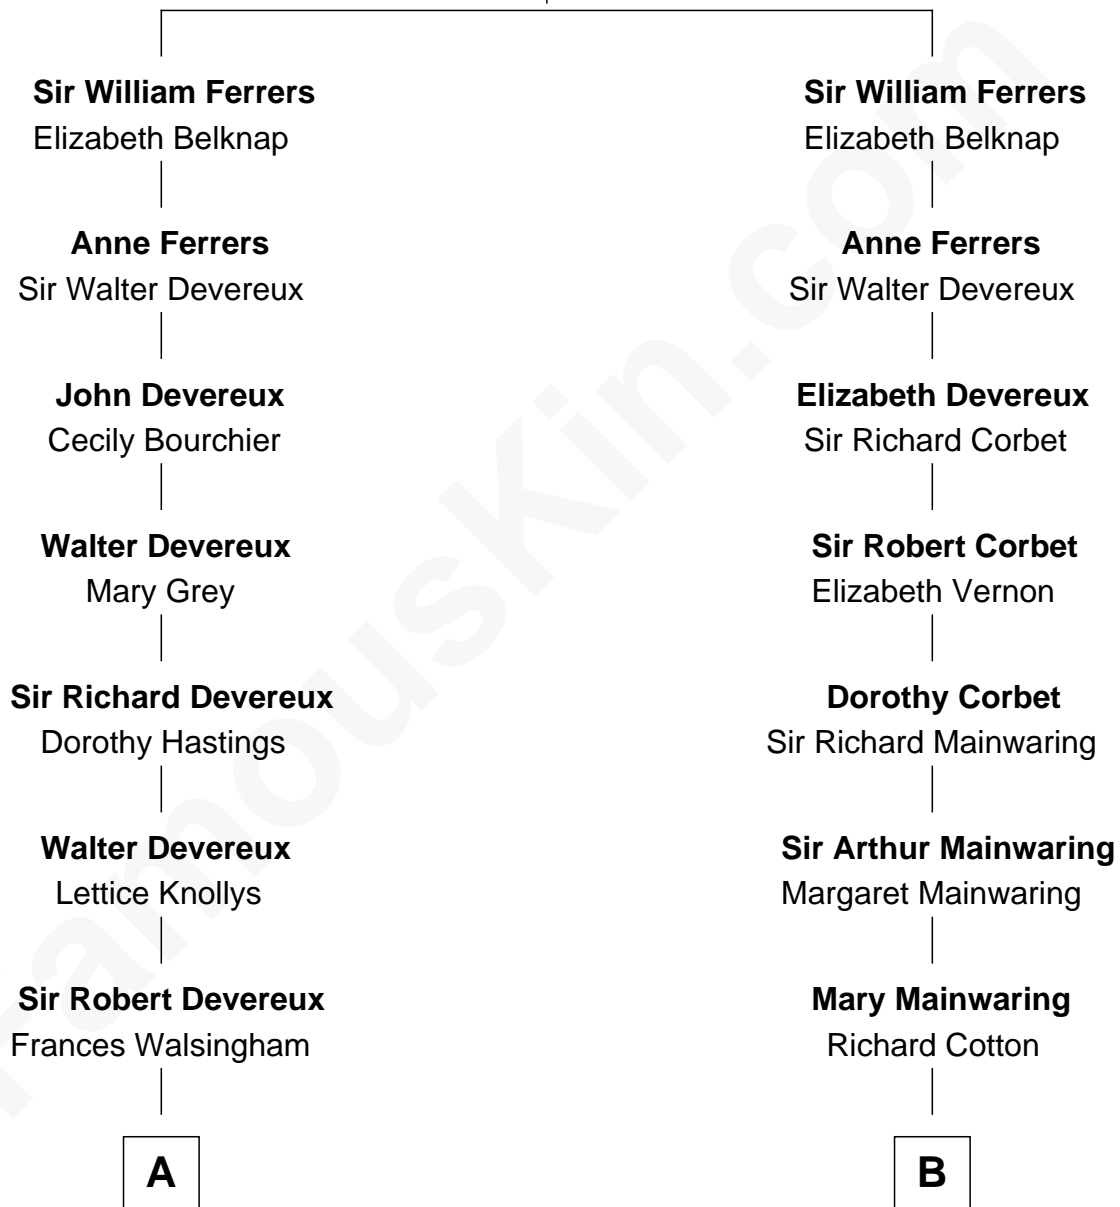 Sir William Ferrers
Elizabeth Belknap
Anne Ferrers
Sir Walter Devereux
John Devereux
Cecily Bourchier
Walter Devereux
Mary Grey
Sir Richard Devereux
Dorothy Hastings
Walter Devereux
Lettice Knollys
Sir Robert Devereux
Frances Walsingham
A
Sir William Ferrers
Elizabeth Belknap
Anne Ferrers
Sir Walter Devereux
Elizabeth Devereux
Sir Richard Corbet
Sir Robert Corbet
Elizabeth Vernon
Dorothy Corbet
Sir Richard Mainwaring
Sir Arthur Mainwaring
Margaret Mainwaring
Mary Mainwaring
Richard Cotton
B
FamousKin.com